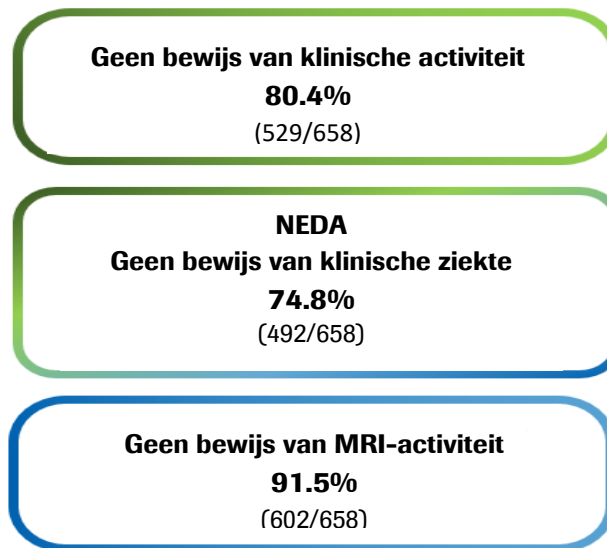 Geen bewijs van klinische activiteit
80.4%
(529/658)
NEDA
Geen bewijs van klinische ziekte
74.8%
(492/658)
Geen bewijs van MRI-activiteit
91.5%
(602/658)